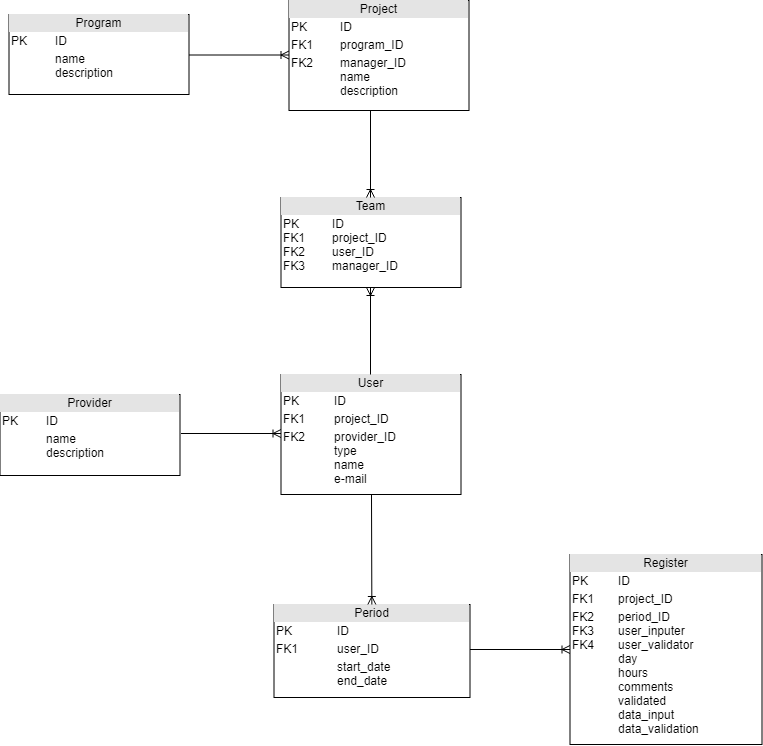 Program
PK ID
name
description
Project
PK ID
FK1 program_ID
FK2 manager_ID
name
description
Team
PK ID
FK1 project_ID
FK2 user_ID
FK3 manager_ID
User
PK ID
FK1 project_ID
FK2 provider_ID
type
name
e-mail
Provider
PK ID
name
description
Period
PK ID
FK1 user_ID
start_date
end_date
Register
PK ID
FK1 project_ID
FK2 period_ID
FK3 user_inputer
FK4 user_validator
day
hours
comments
validated
data_input
data_validation